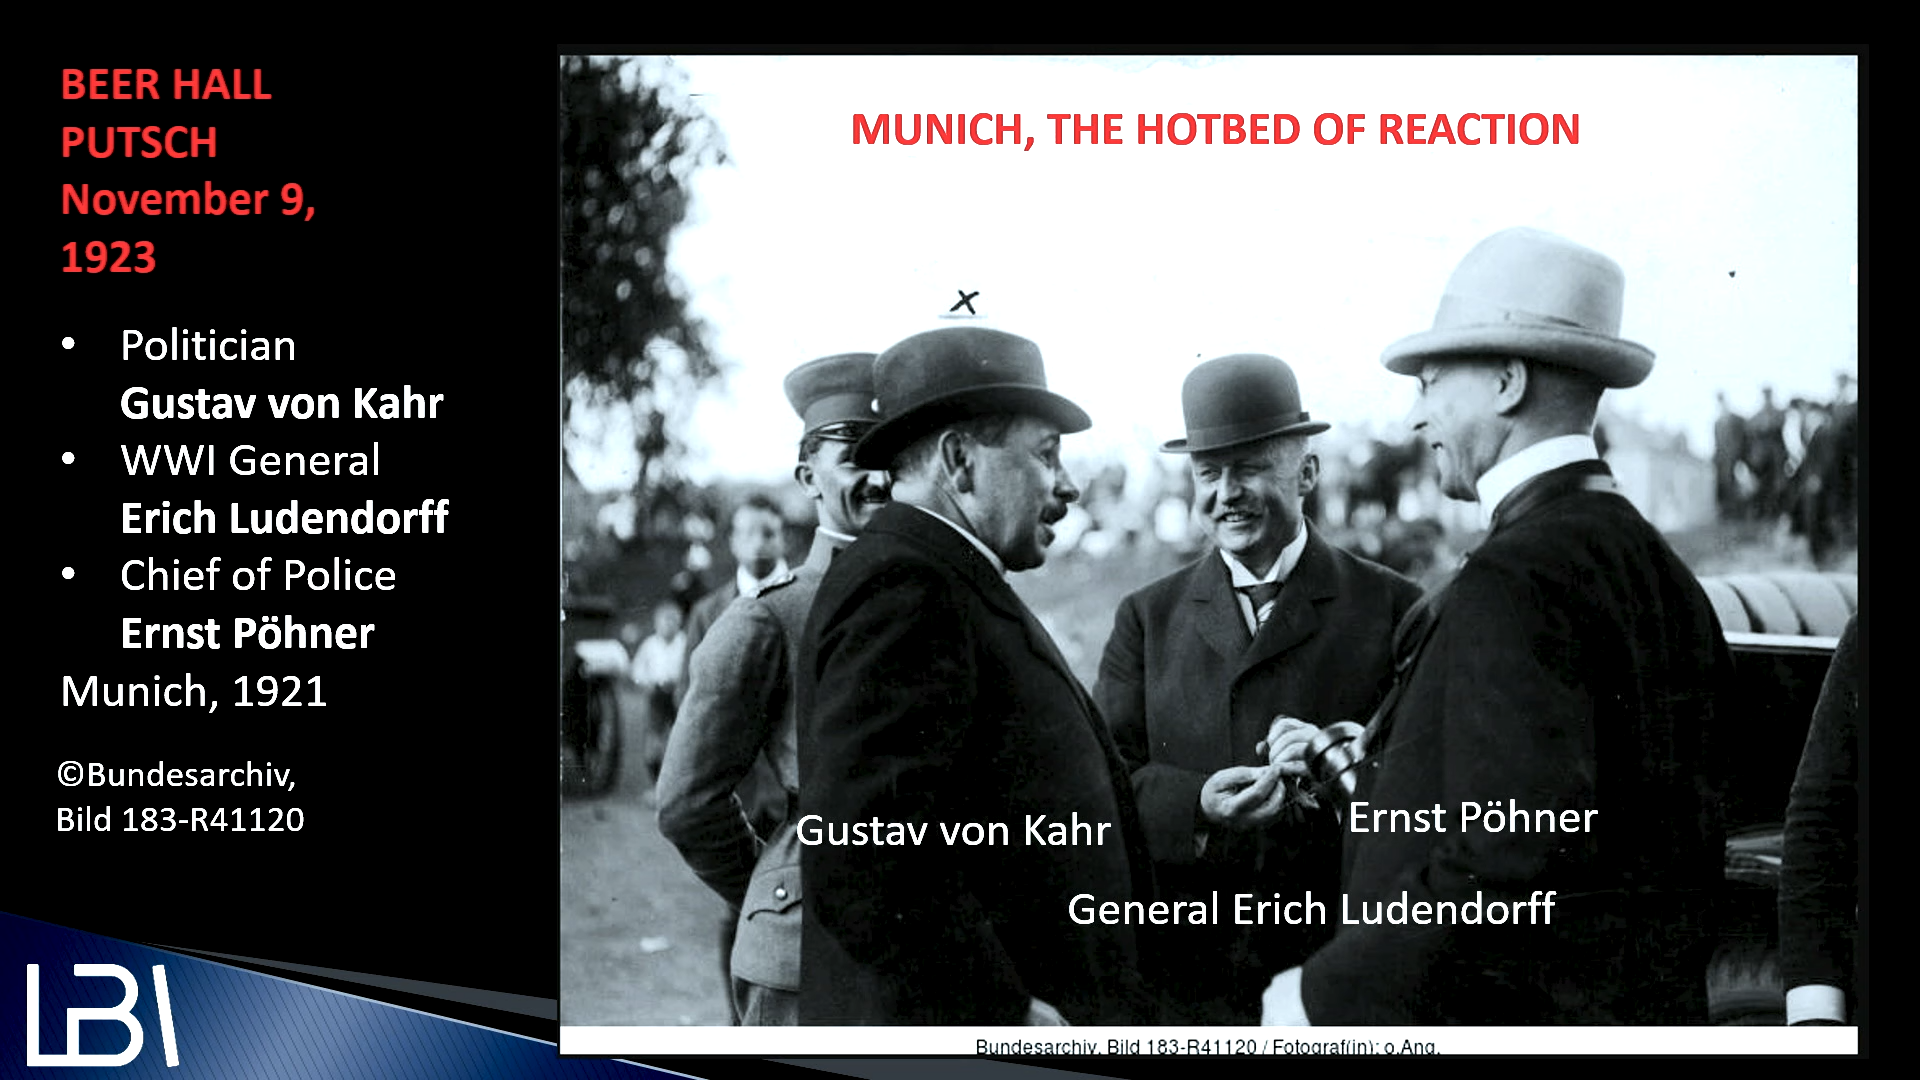 BEER HALL
PUTSCH
November 9,
1923
• Politician
Gustav von Kahr
• WWI General
Erich Ludendorff
• Chief of Police
Ernst Pöhner
Munich, 1921
©Bundesarchiv,
Bild 183-R41120
LBI
MUNICH, THE HOTBED OF REACTION
X
Gustav von Kahr
Ernst Pöhner
General Erich Ludendorff
Bundesarchiv, Bild 183-R41120 / Fotograf(in): o.Ang.